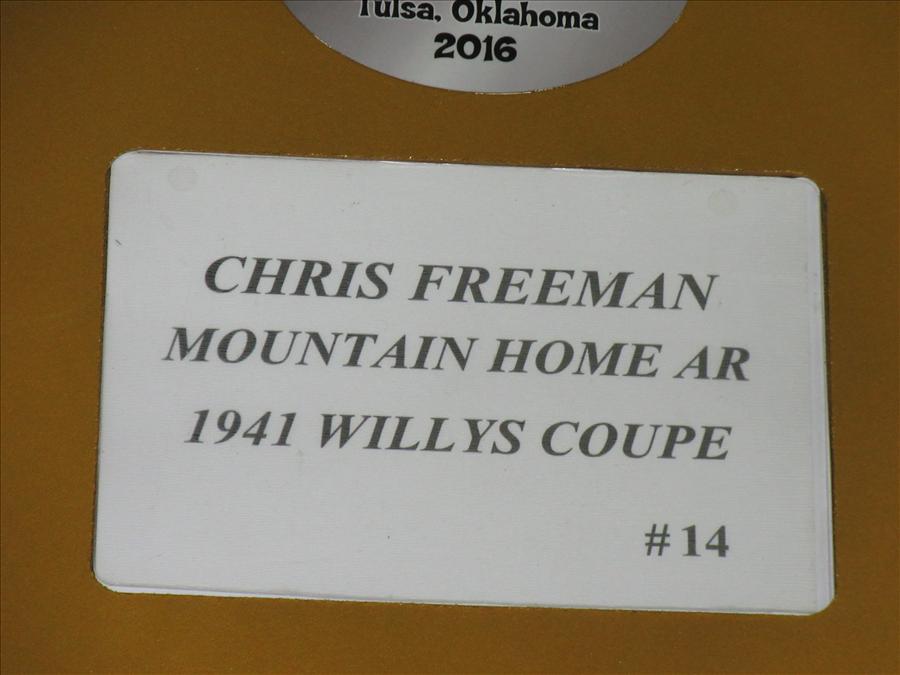 Tulsa, Oklahoma
2016
CHRIS FREEMAN
MOUNTAIN HOME AR
1941 WILLYS COUPE
#14